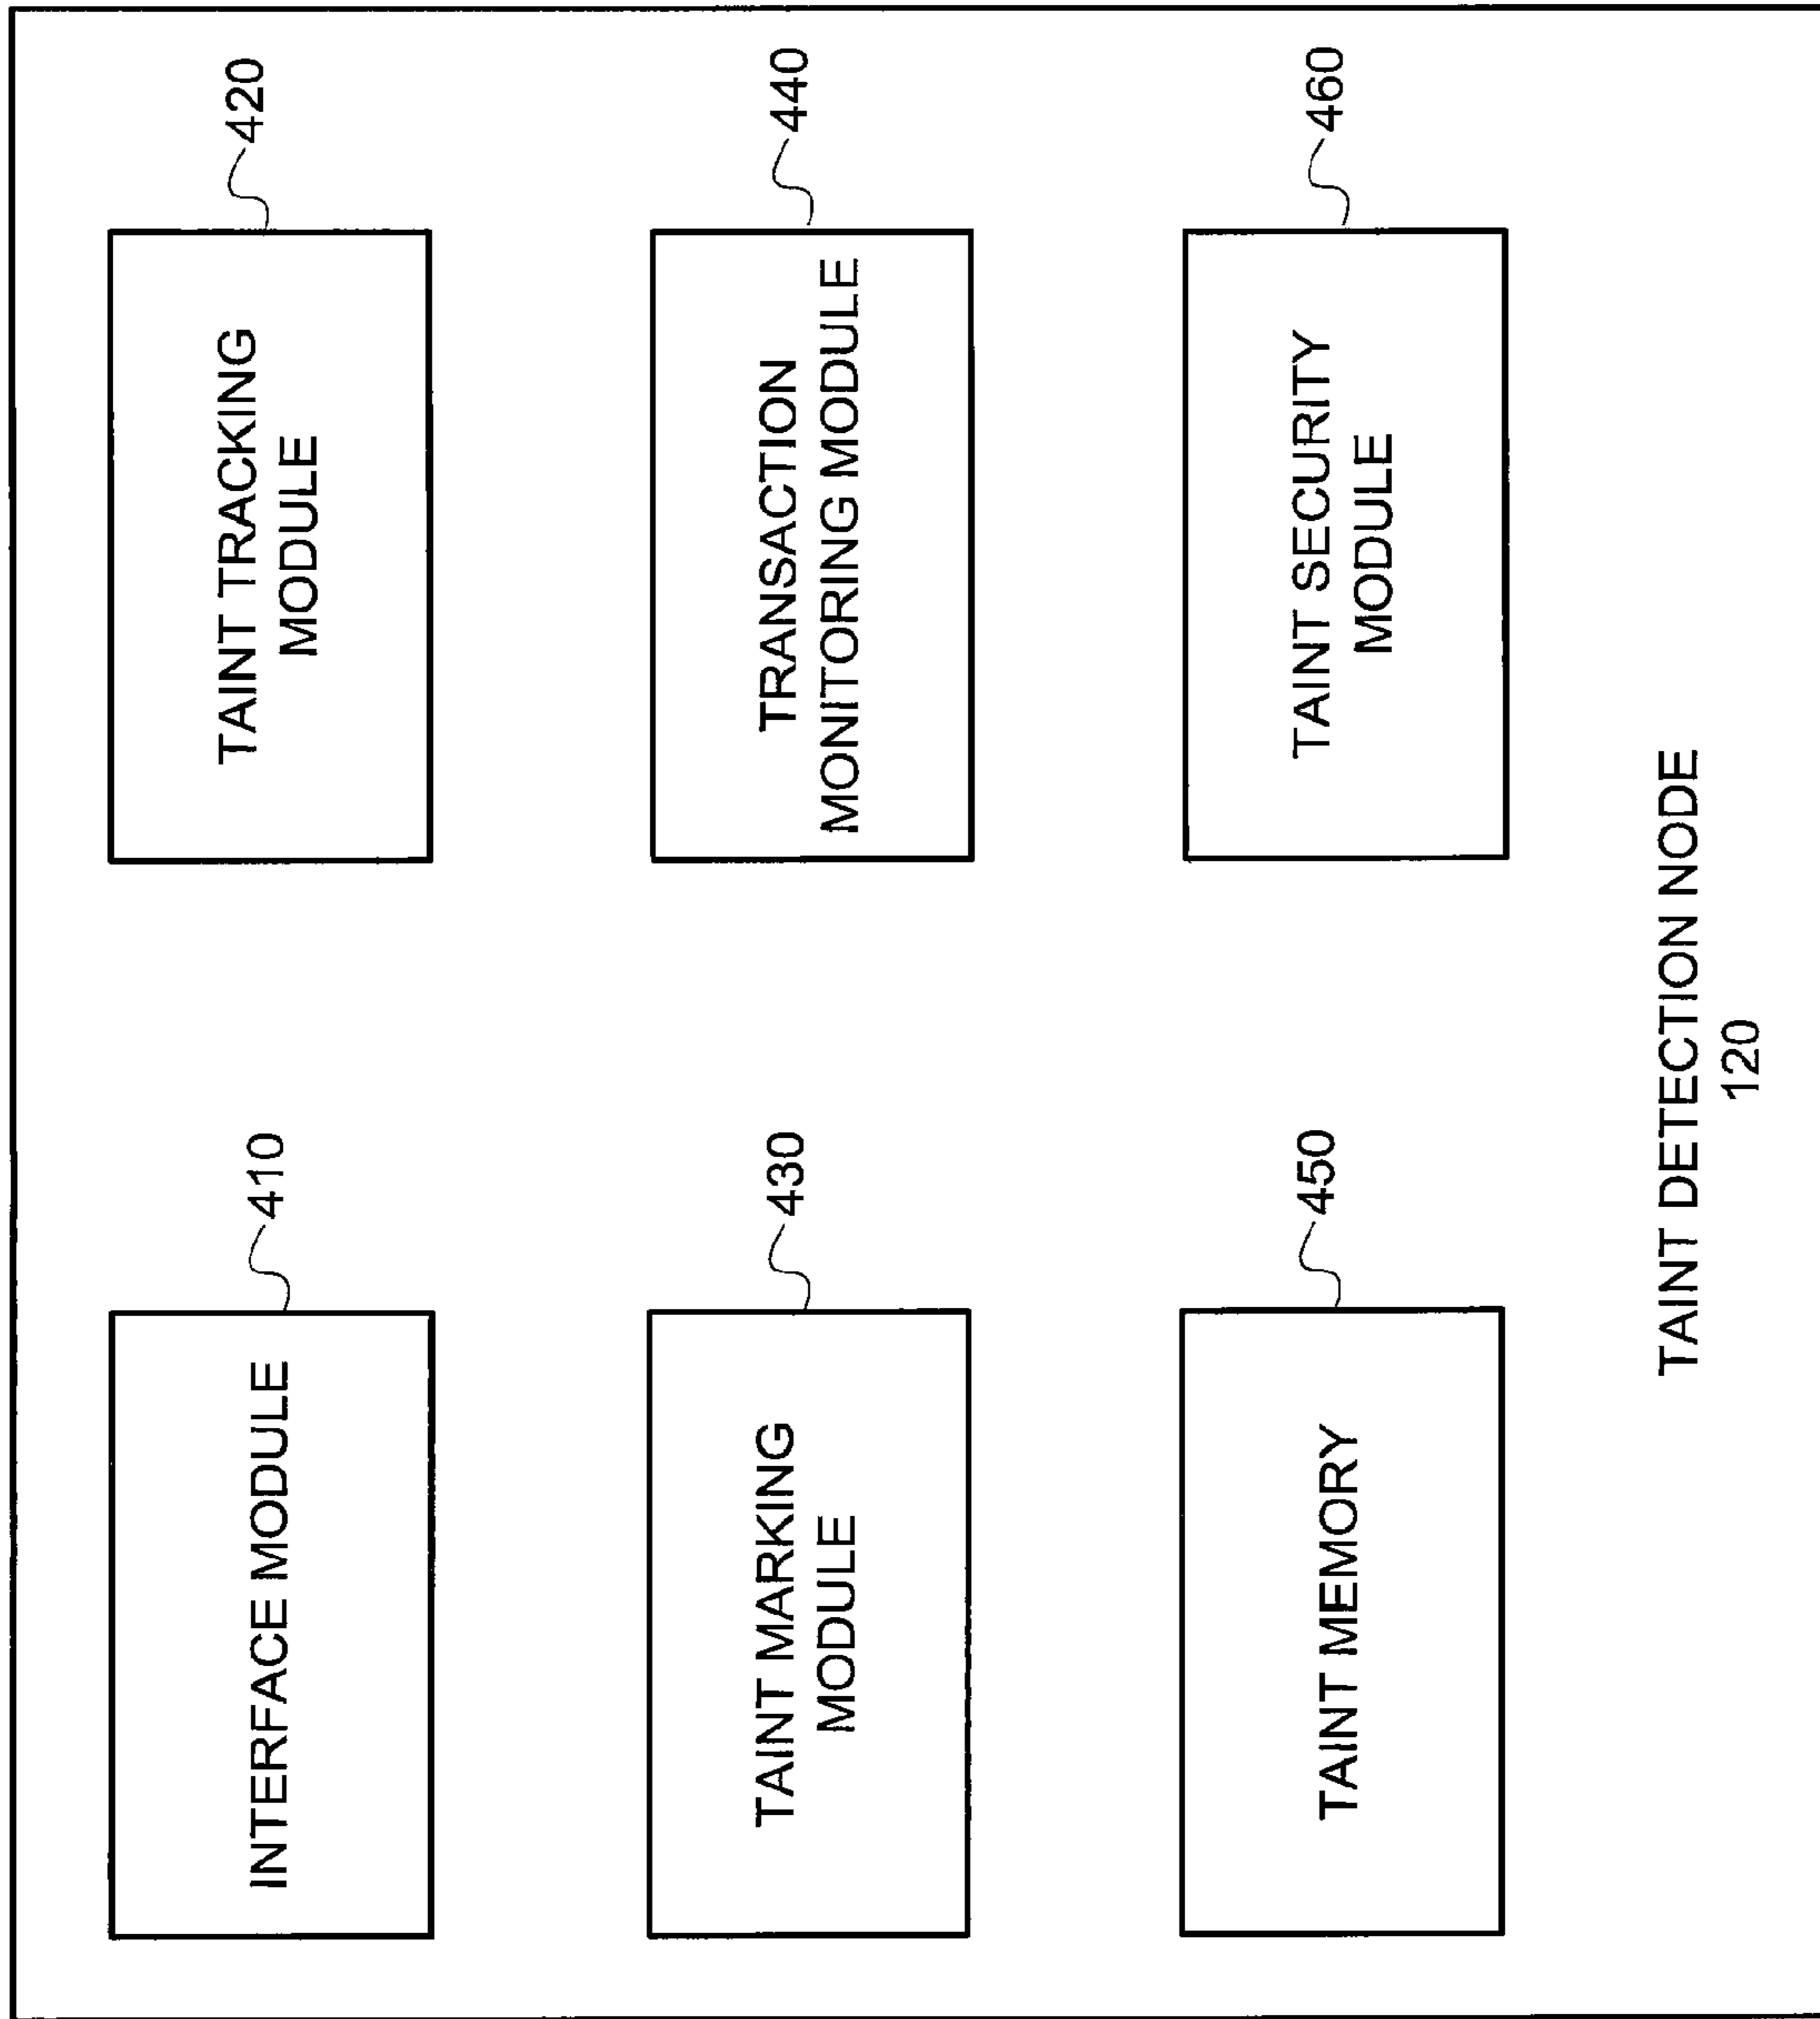 INTERFACE MODULE
410
TAINT TRACKING
MODULE
420
TAINT MARKING
MODULE
430
TRANSACTION
MONITORING MODULE
440
TAINT MEMORY
450
TAINT SECURITY
MODULE
460
TAINT DETECTION NODE
120